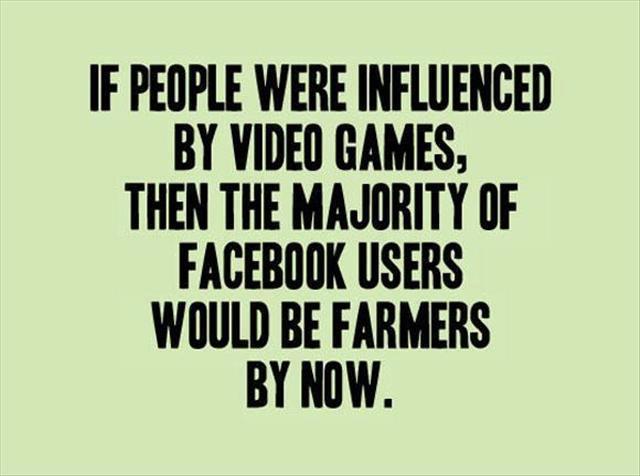 IF PEOPLE WERE INFLUENCED
BY VIDEO GAMES,
THEN THE MAJORITY OF
FACEBOOK USERS
WOULD BE FARMERS
BY NOW.